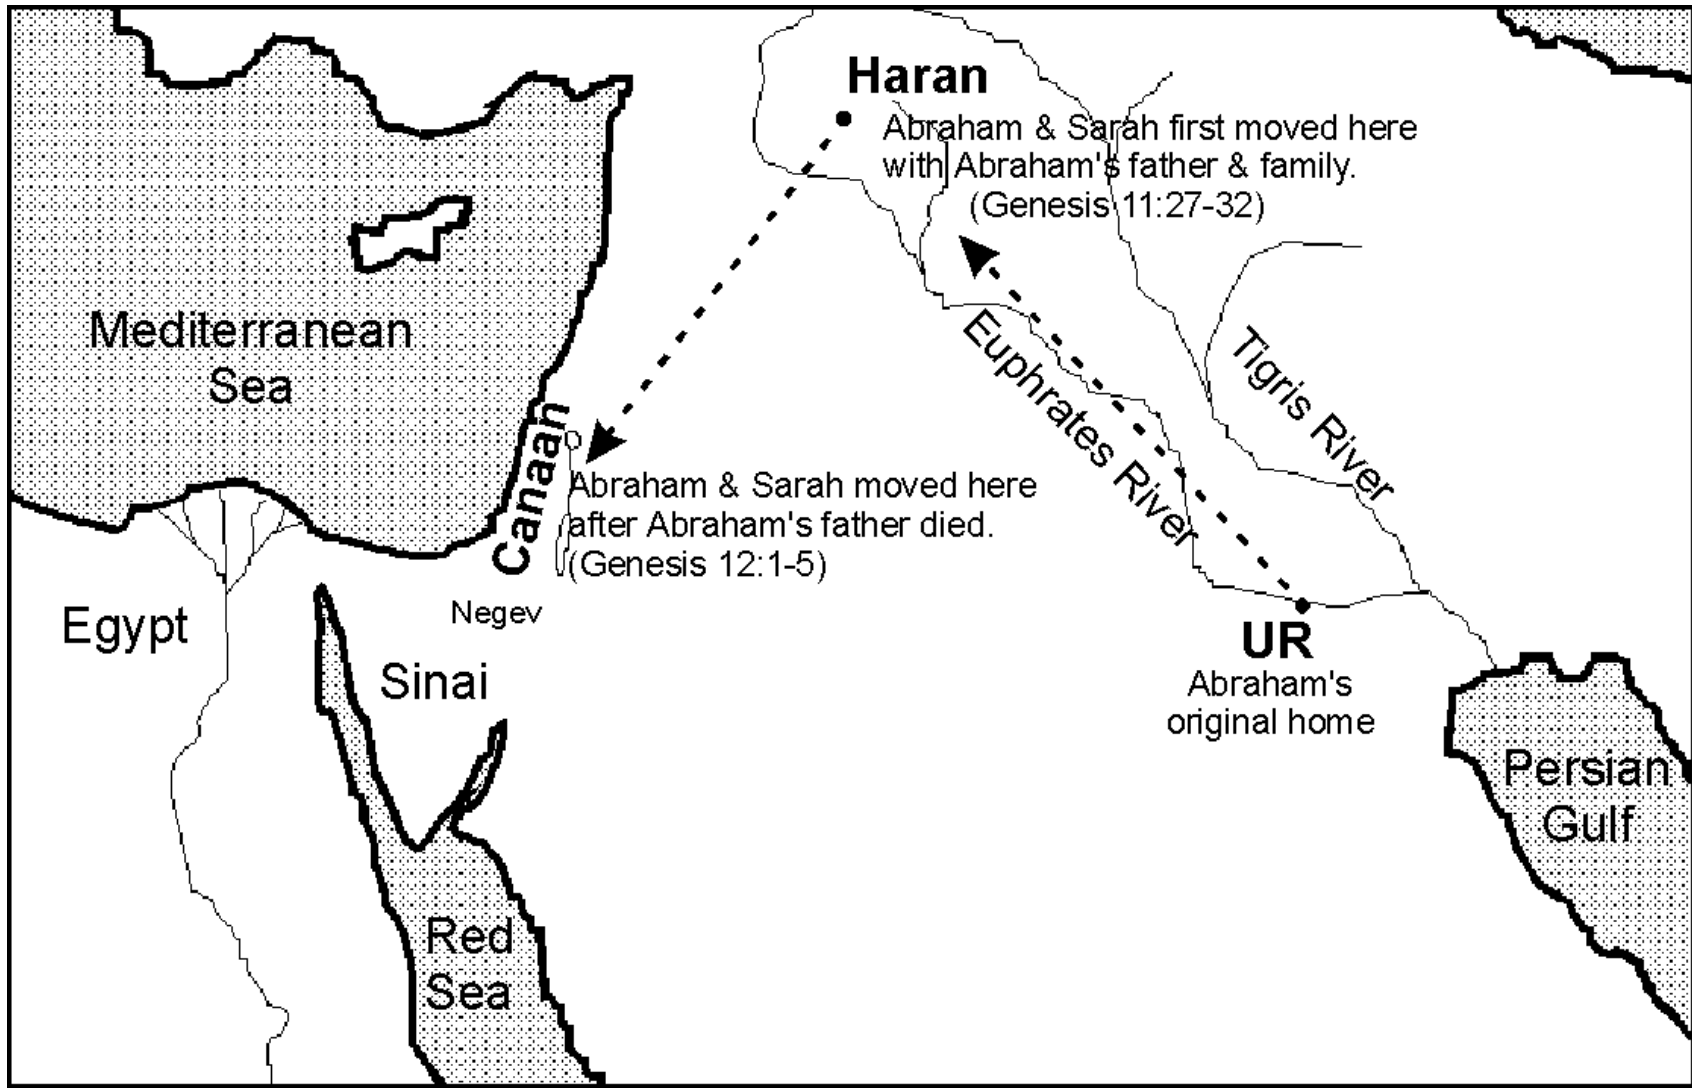 Haran
Abraham & Sarah first moved here
with Abraham's father & family.
(Genesis 11:27-32)
Mediterranean
Sea
Euphrates River
Tigris River
Canaan
Abraham & Sarah moved here
after Abraham's father died.
(Genesis 12:1-5)
Negev
Egypt
Sinai
UR
Abraham's
original home
Persian
Gulf
Red
Sea